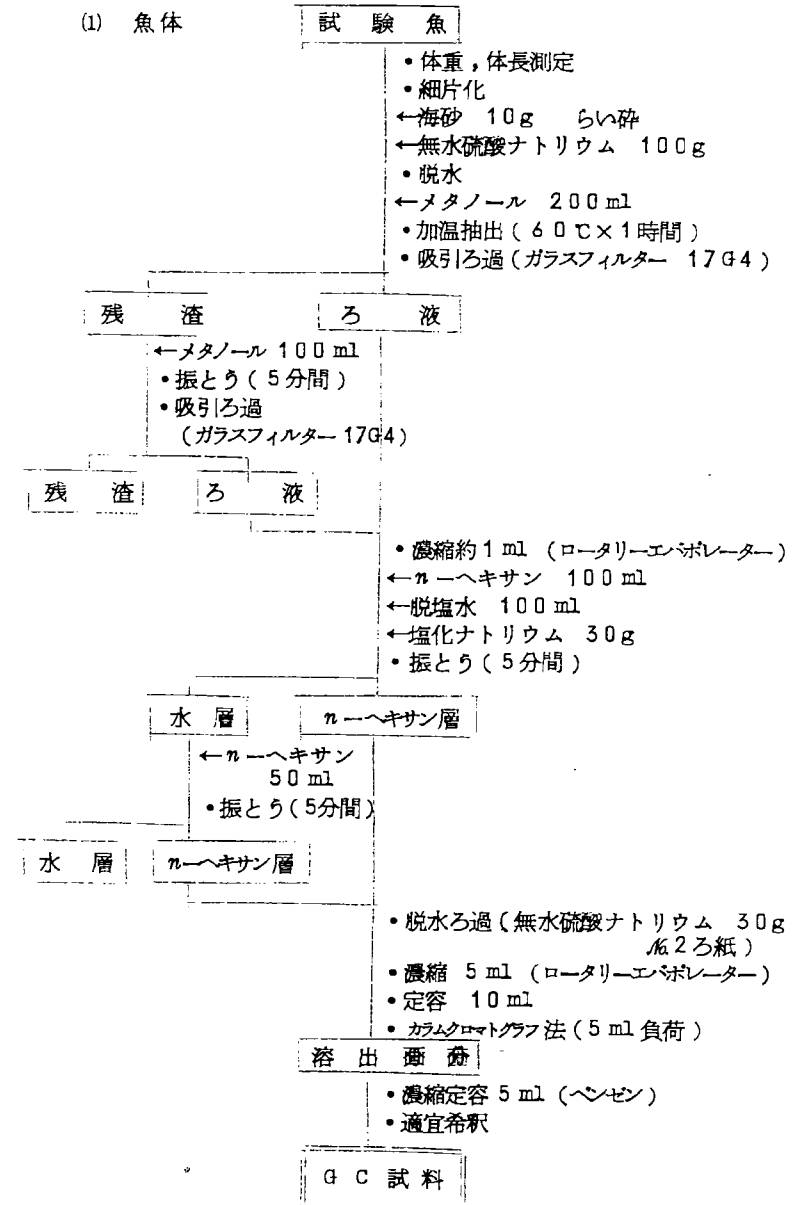 (1) 魚体
試験魚
・体重,体長測定
・細片化
←海砂 10g らい砕
←無水硫酸ナトリウム 100g
・脱水
←メタノール 200ml
・加温抽出(60℃×1時間)
・吸引ろ過(ガラスフィルター 17G4)
残渣 ろ液
←メタノール 100ml
・振とう(5分間)
・吸引ろ過
(ガラスフィルター 17G4)
残渣 ろ液
・濃縮約1ml (ロータリーエバポレーター)
←n-ヘキサン 100ml
←脱塩水 100ml
←塩化ナトリウム 30g
・振とう(5分間)
水層 n-ヘキサン層
←n-ヘキサン
50ml
・振とう(5分間)
水層 n-ヘキサン層
・脱水ろ過(無水硫酸ナトリウム 30g
No.2ろ紙)
・濃縮 5ml (ロータリーエバポレーター)
・定容 10ml
・カラムクロマトグラフ法(5ml負荷)
溶出画分
・濃縮定容 5ml (ベンゼン)
・適宜希釈
GC試料